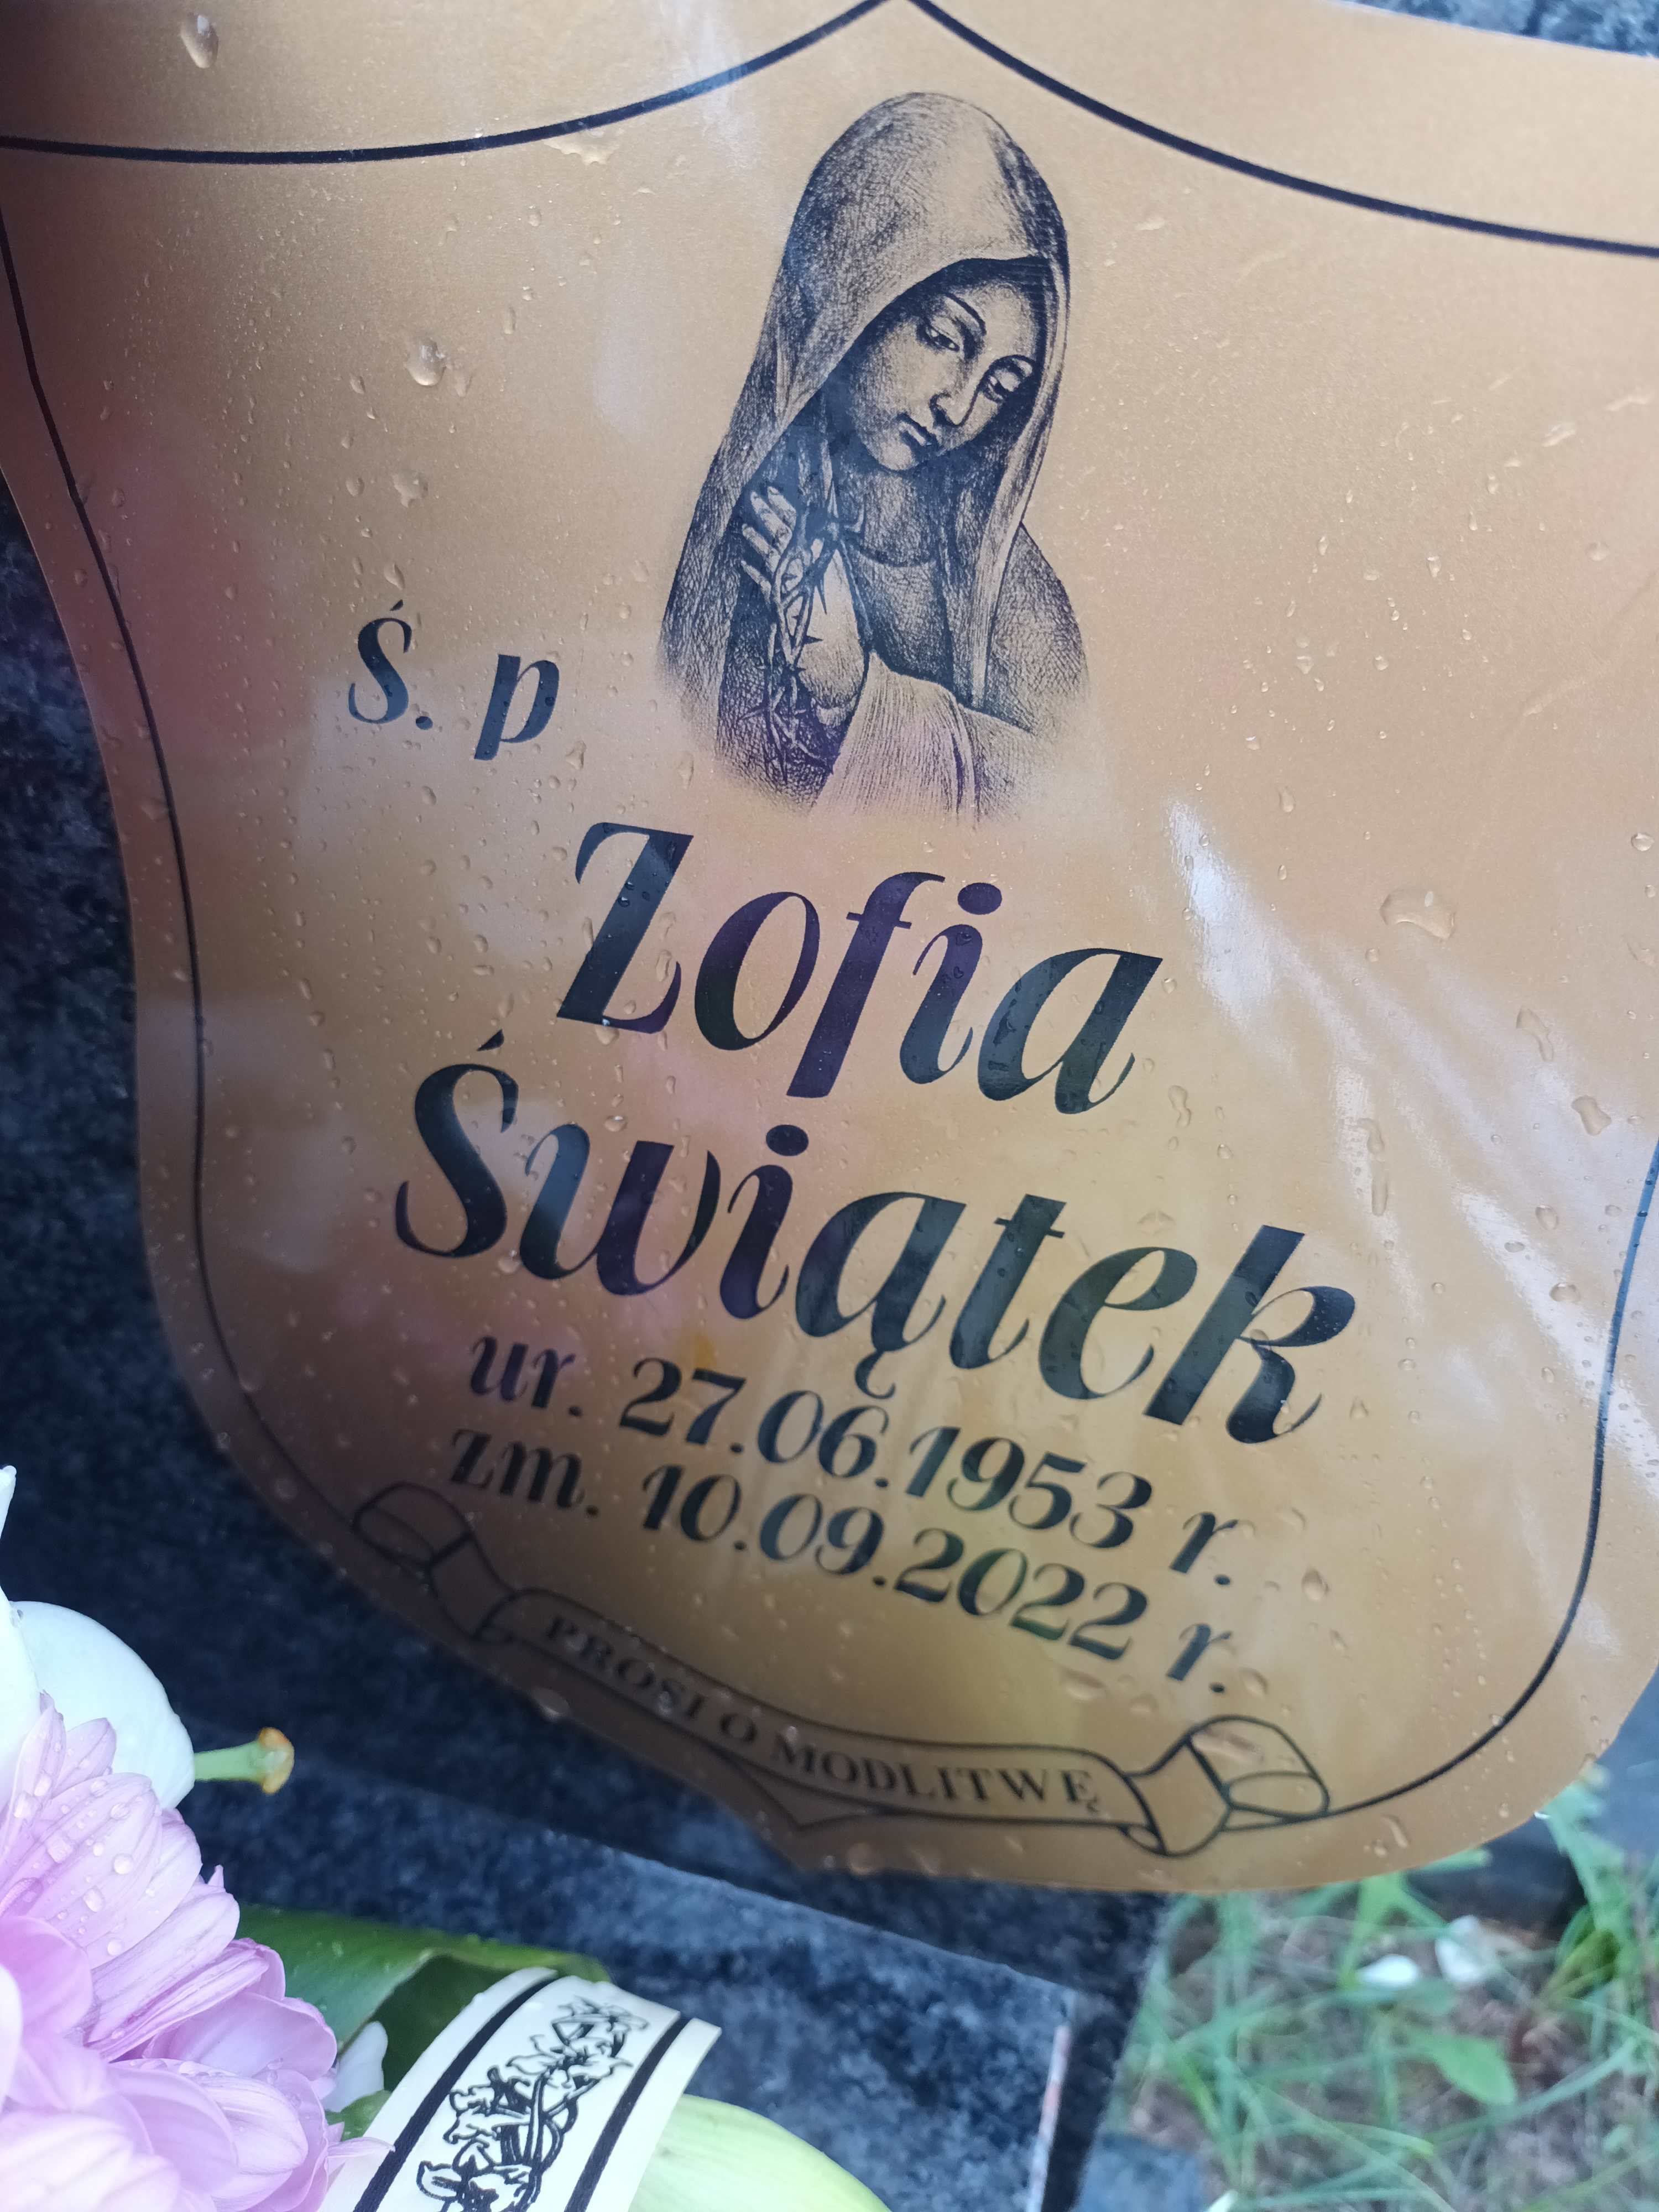 Ś. p
Zofia
Świątek
ur. 27.06.1953 r.
zm. 10.09.2022 r.
PROSI O MODLITWĘ